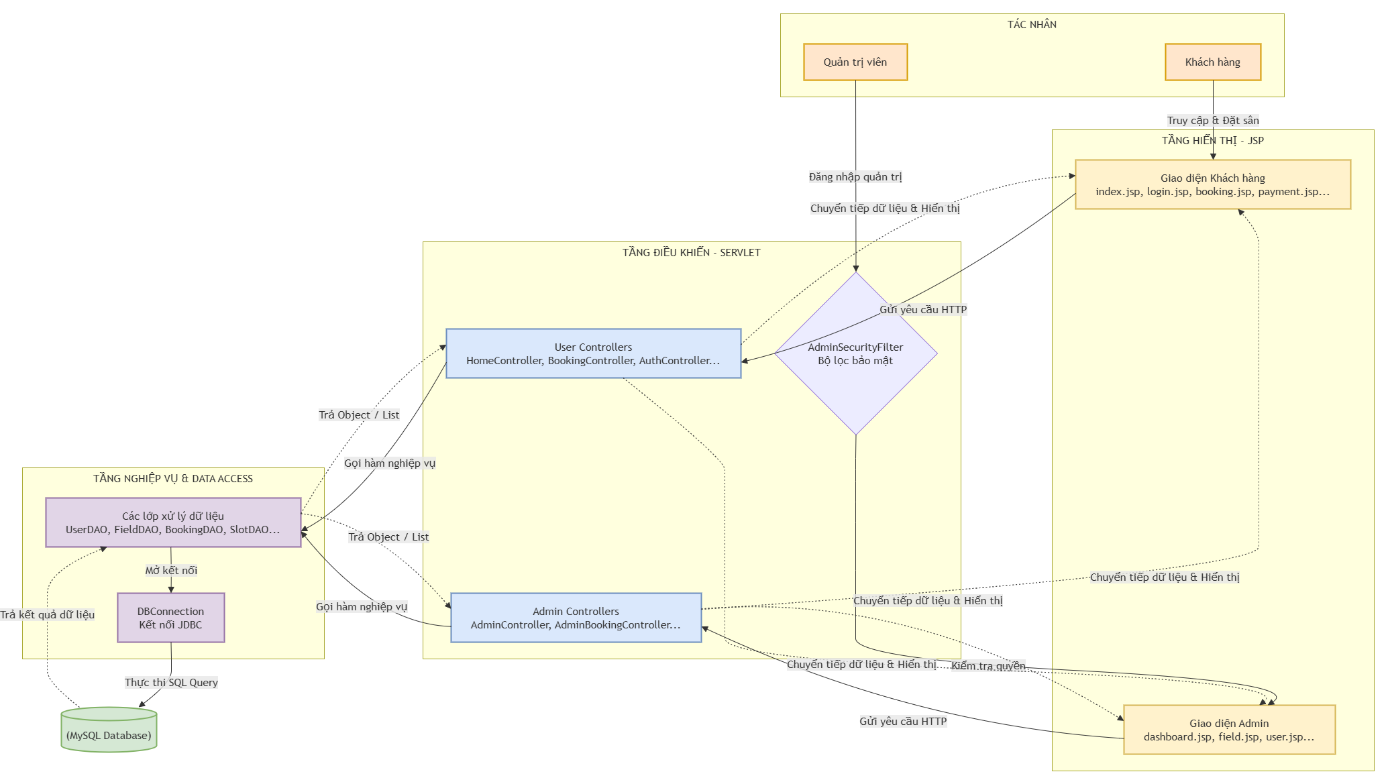 TÁC NHÂN
Quản trị viên
Khách hàng
Truy cập & Đặt sân
TẦNG HIỂN THỊ - JSP
Giao diện Khách hàng
index.jsp, login.jsp, booking.jsp, payment.jsp...
Đăng nhập quản trị
Chuyển tiếp dữ liệu & Hiển thị
TẦNG ĐIỀU KHIỂN - SERVLET
Gửi yêu cầu HTTP
User Controllers
HomeController, BookingController, AuthController...
AdminSecurityFilter
Bộ lọc bảo mật
Trả Object / List
Gọi hàm nghiệp vụ
TẦNG NGHIỆP VỤ & DATA ACCESS
Các lớp xử lý dữ liệu
UserDAO, FieldDAO, BookingDAO, SlotDAO...
Trả Object / List
Mở kết nối
Chuyển tiếp dữ liệu & Hiển thị
Chuyển tiếp dữ liệu & Hiển thị
Trả kết quả dữ liệu
DBConnection
Kết nối JDBC
Gọi hàm nghiệp vụ
Admin Controllers
AdminController, AdminBookingController...
Chuyển tiếp dữ liệu & Hiển thị
Kiểm tra quyền
Thực thi SQL Query
Gửi yêu cầu HTTP
Giao diện Admin
dashboard.jsp, field.jsp, user.jsp...
(MySQL Database)